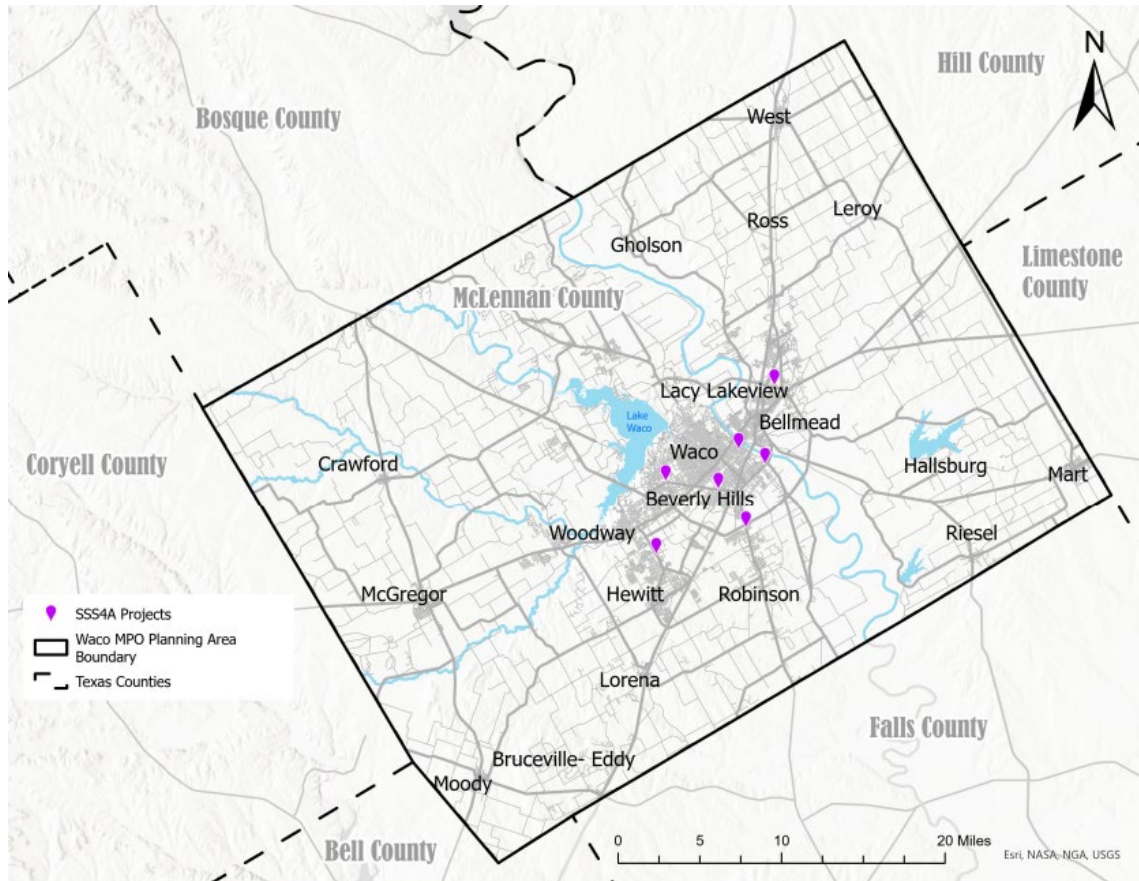 N
Hill County
Bosque County
West
Ross
Leroy
Gholson
Limestone
County
McLennan County
Lacy Lakeview
Lake
Waco
Bellmead
Waco
Coryell County
Crawford
Hallsburg
Mart
Beverly Hills
Woodway
Riesel
McGregor
Hewitt
Robinson
SSS4A Projects
Waco MPO Planning Area
Boundary
Texas Counties
Lorena
Falls County
Bruceville- Eddy
Moody
Bell County
0 5 10 20 Miles
Esri, NASA, NGA, USGS